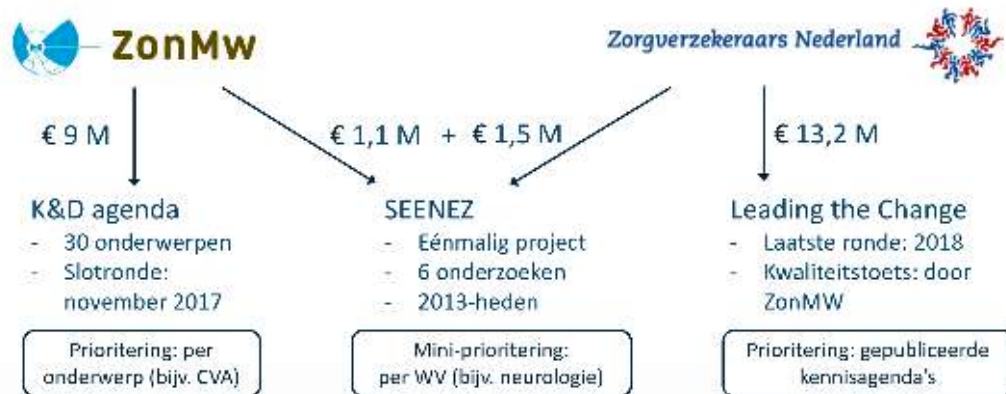 ZonMw
Zorgverzekeraars Nederland
€ 9 M
€ 1,1 M + € 1,5 M
€ 13,2 M
K&D agenda
- 30 onderwerpen
- Slotronde:
november 2017
Prioritering: per
onderwerp (bijv. CVA)
SEENEZ
- Eénmalig project
- 6 onderzoeken
- 2013-heden
Mini-prioritering:
per WV (bijv. neurologie)
Leading the Change
- Laatste ronde: 2018
- Kwaliteitstoets: door
ZonMW
Prioritering: gepubliceerde
kennisagenda's